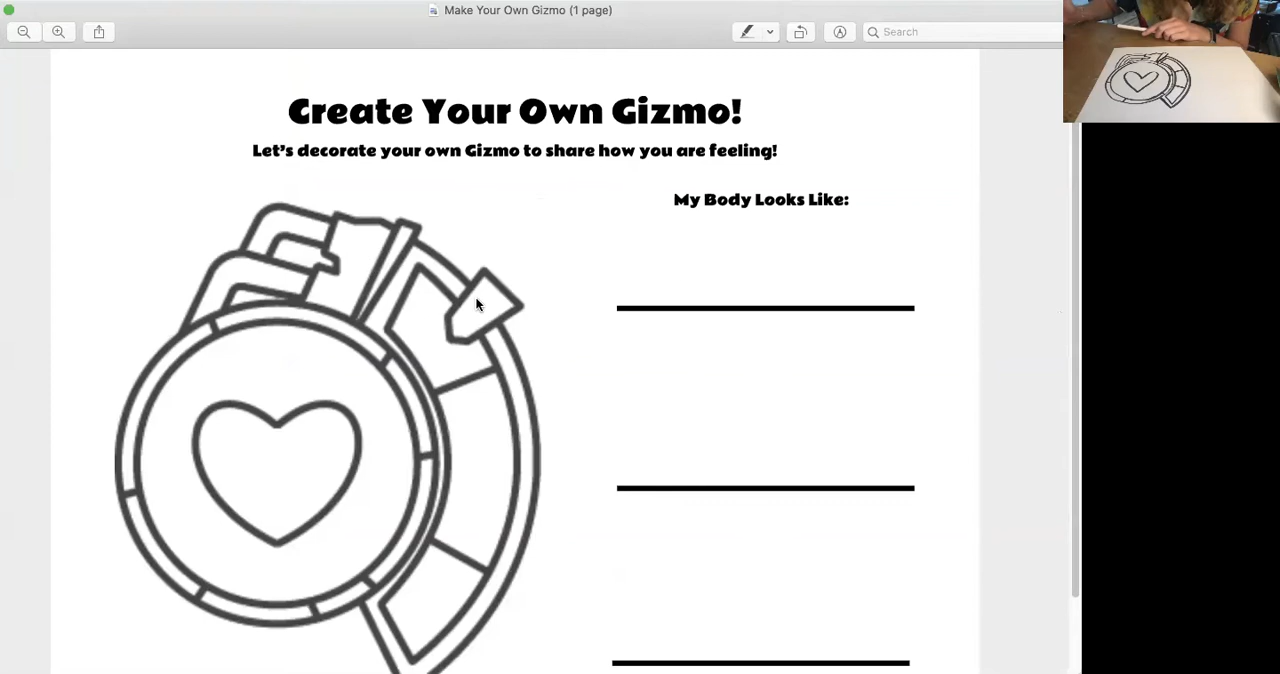 Make Your Own Gizmo (1 page)
Search
Create Your Own Gizmo!
Let's decorate your own Gizmo to share how you are feeling!
My Body Looks Like: